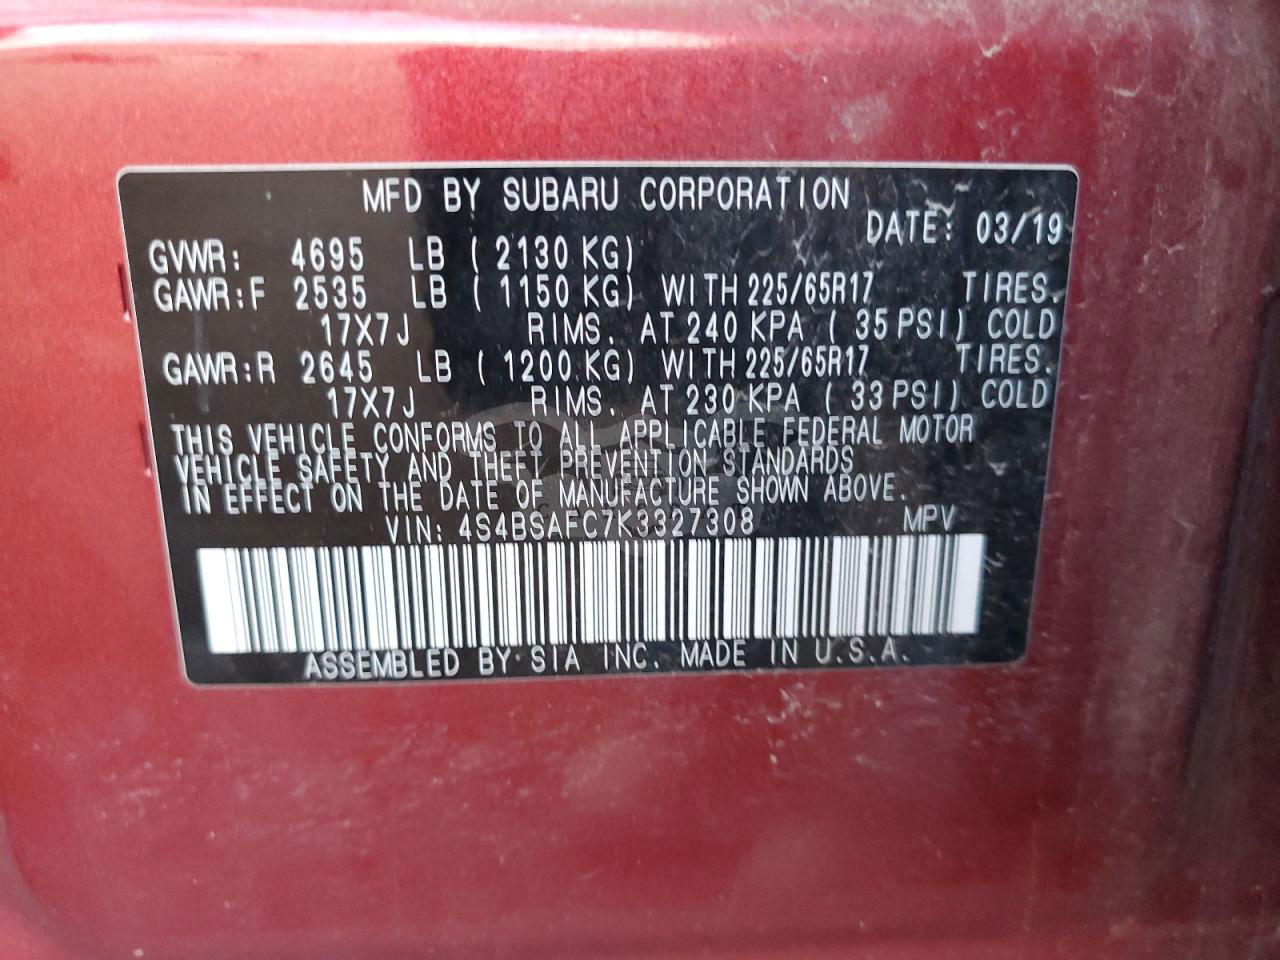 MFD BY SUBARU CORPORATION
DATE: 03/19
GVWR: 4695 LB ( 2130 KG)
GAWR:F 2535 LB ( 1150 KG) WITH 225/65R17 TIRES.
17X7J RIMS. AT 240 KPA ( 35 PSI) COLD
GAWR:R 2645 LB ( 1200 KG) WITH 225/65R17 TIRES.
17X7J RIMS. AT 230 KPA ( 33 PSI) COLD
THIS VEHICLE CONFORMS TO ALL APPLICABLE FEDERAL MOTOR
VEHICLE SAFETY AND THEFT PREVENTION STANDARDS
IN EFFECT ON THE DATE OF MANUFACTURE SHOWN ABOVE.
VIN: 4S4BSAFC7K3327308 MPV
ASSEMBLED BY SIA INC. MADE IN U.S.A.